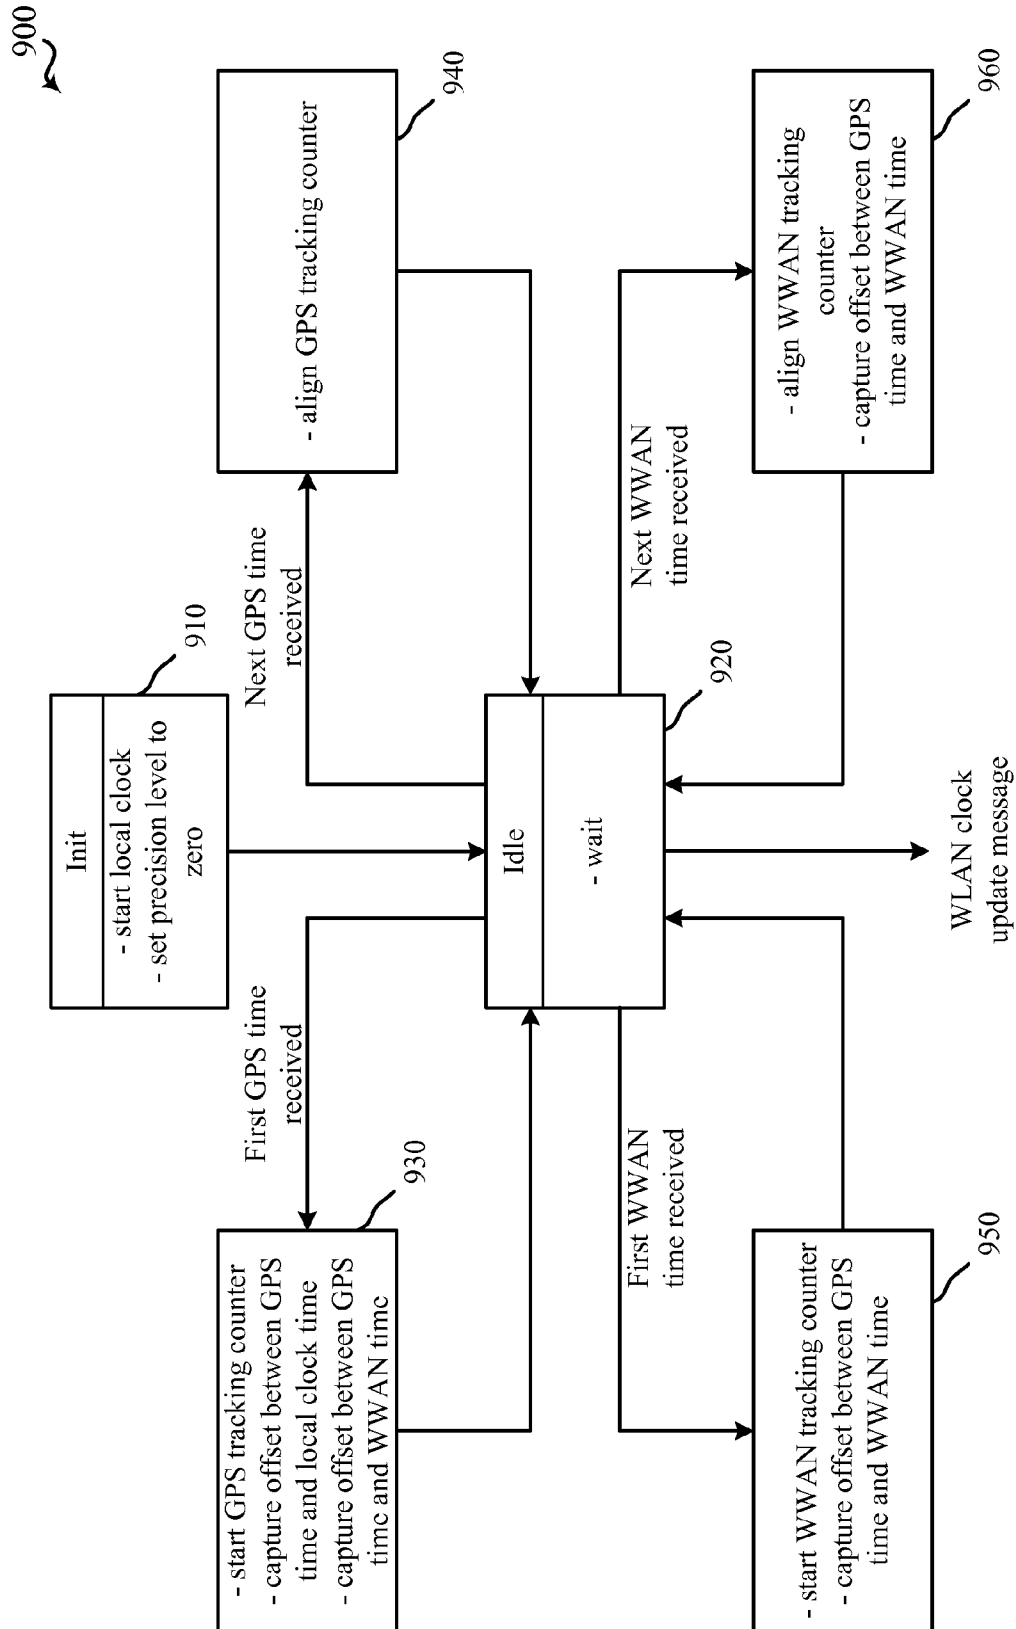 900
Init
- start local clock
- set precision level to
zero
910
First GPS time
received
Next GPS time
received
- start GPS tracking counter
- capture offset between GPS
time and local clock time
- capture offset between GPS
time and WWAN time
930
- align GPS tracking counter
940
Idle
- wait
920
First WWAN
time received
Next WWAN
time received
- start WWAN tracking counter
- capture offset between GPS
time and WWAN time
950
- align WWAN tracking
counter
- capture offset between GPS
time and WWAN time
960
WLAN clock
update message